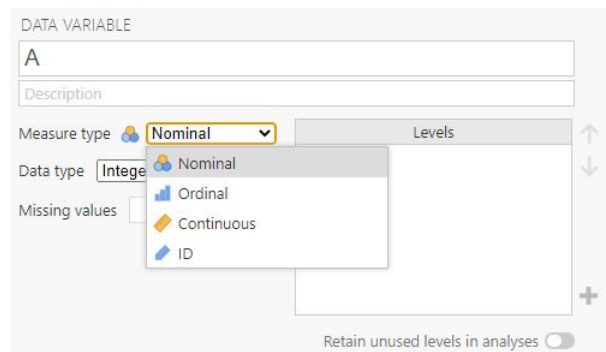 DATA VARIABLE
A
Description
Measure type Nominal
Levels
Nominal
Data type Intege
Ordinal
Missing values
Continuous
ID
Retain unused levels in analyses